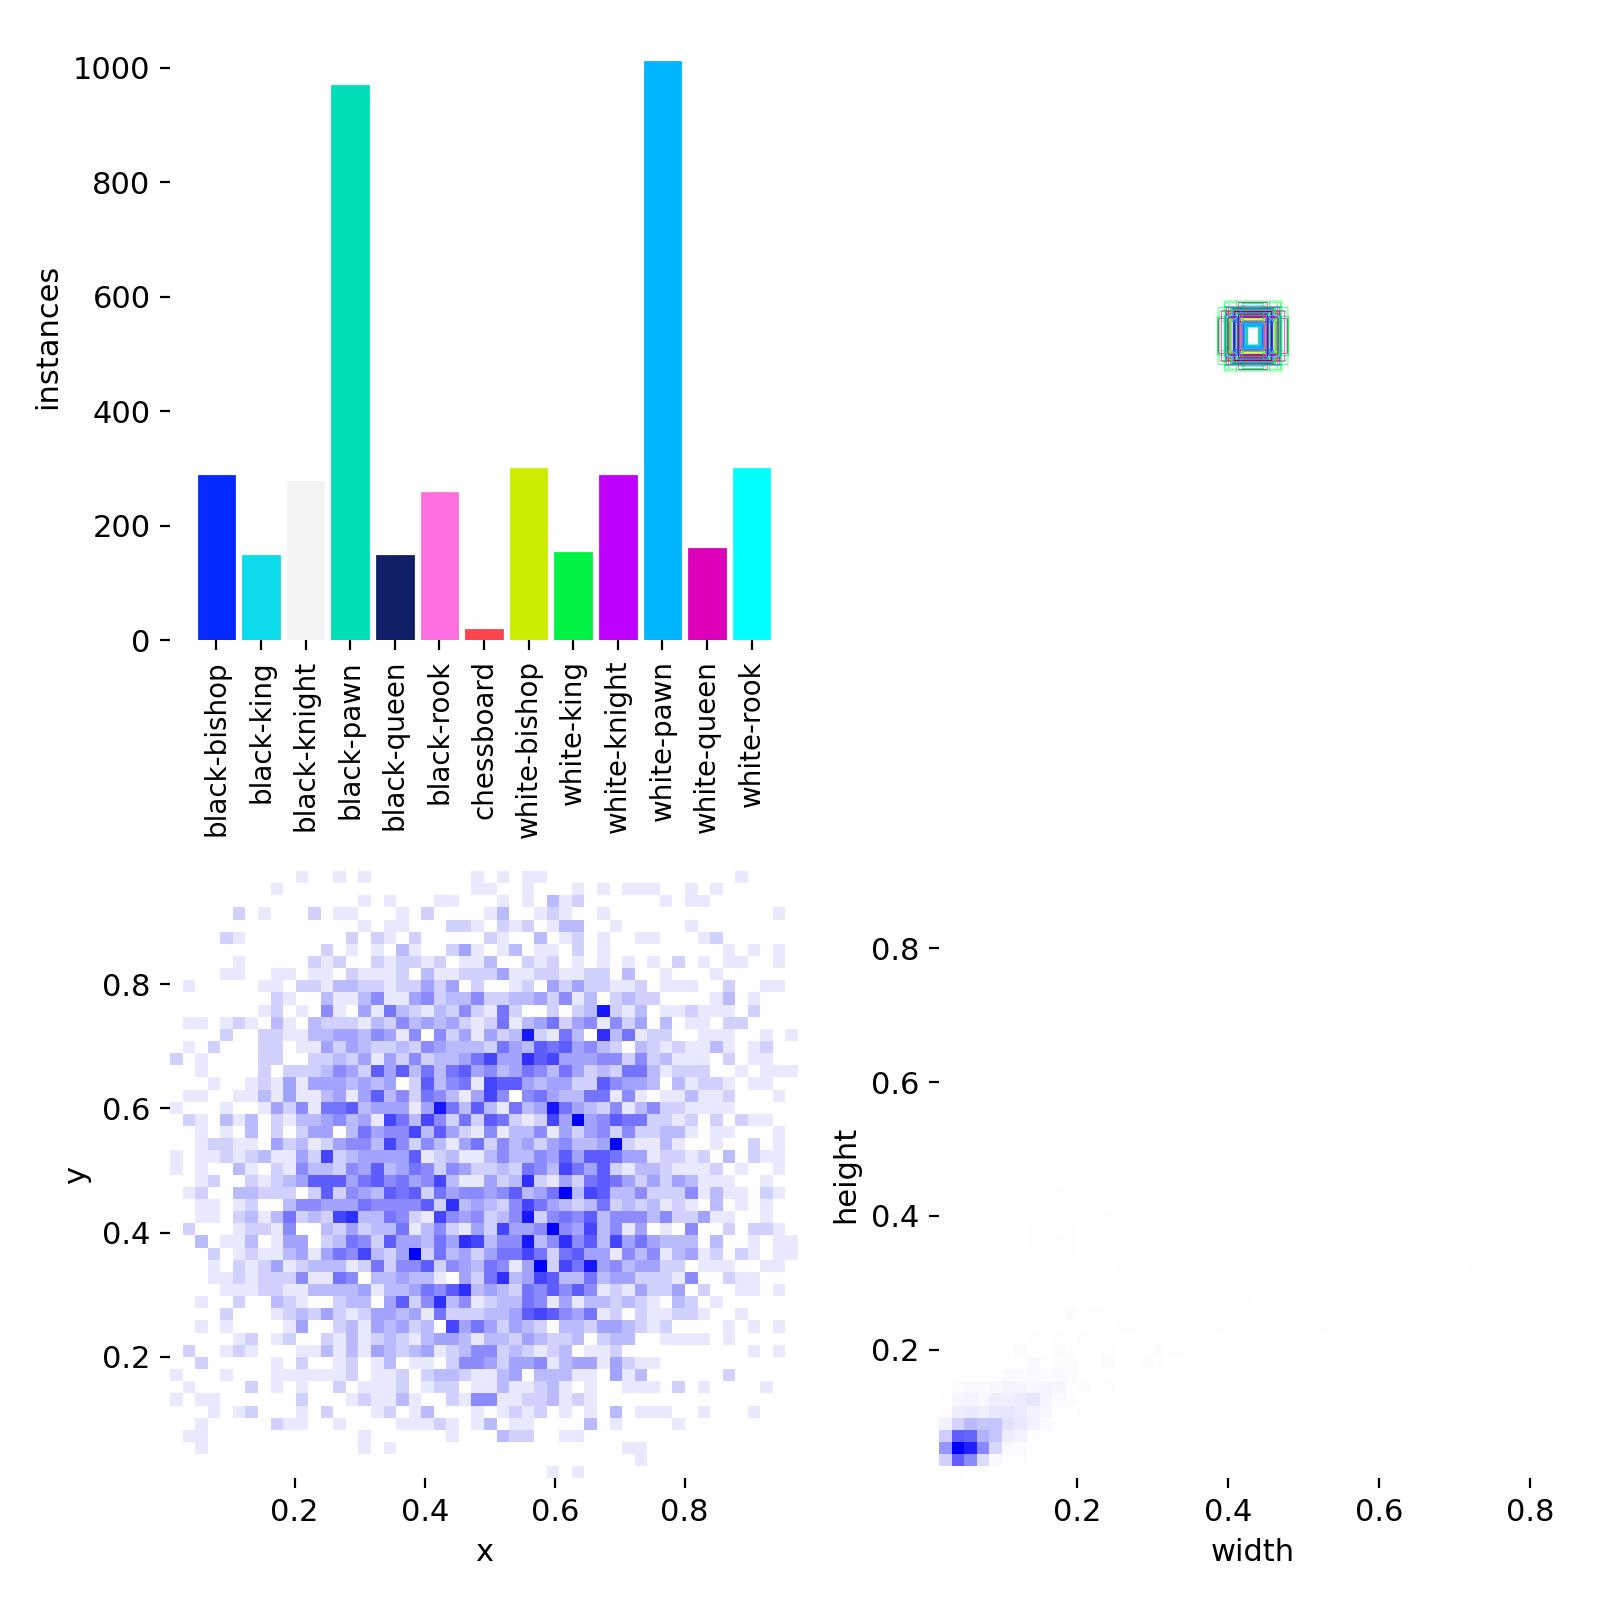 1000
800
600
400
200
0
instances
black-bishop
black-king
black-knight
black-pawn
black-queen
black-rook
chessboard
white-bishop
white-king
white-knight
white-pawn
white-queen
white-rook
0.8
0.6
0.4
0.2
y
0.2 0.4 0.6 0.8
x
0.8
0.6
0.4
0.2
height
0.2 0.4 0.6 0.8
width